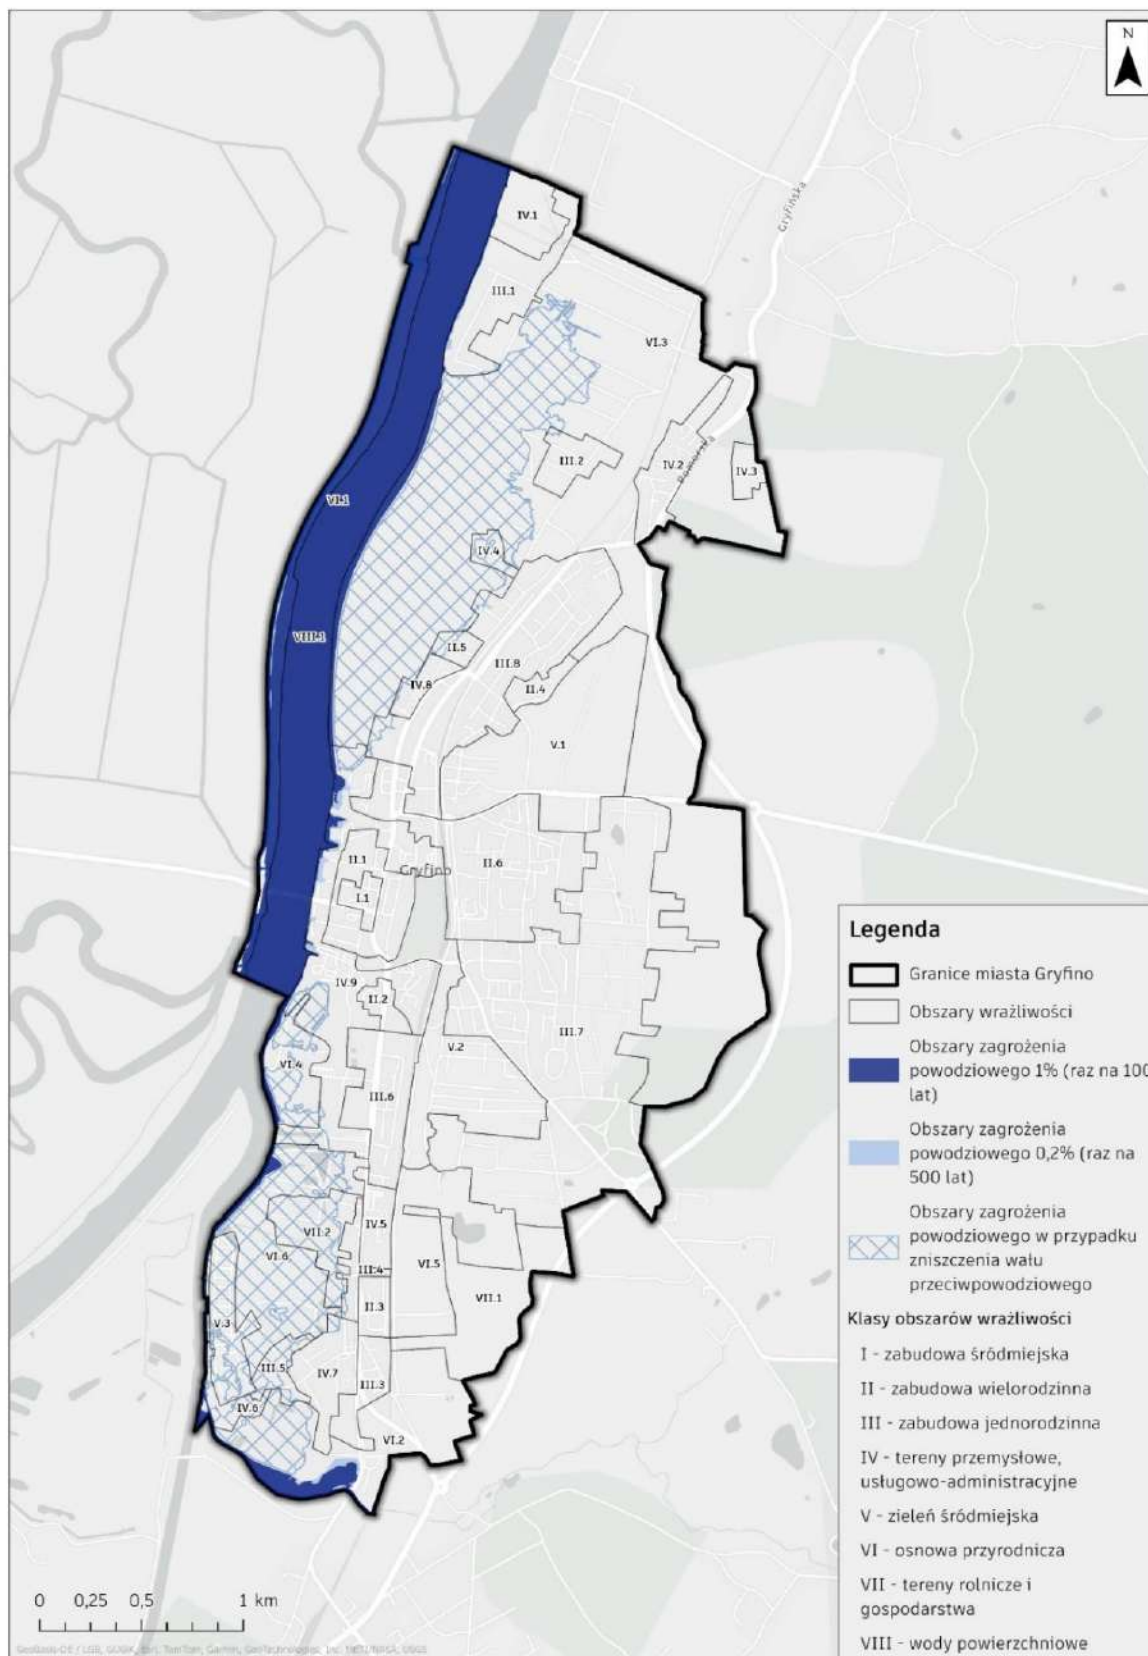 N
Gryfińska
IV.1
III.1
VI.3
III.2
Pomorska
IV.2
IV.3
VI.1
IV.4
VIII.1
II.5
III.8
IV.8
II.4
V.1
II.1
Gryfino
II.6
I.1
IV.9
II.2
III.7
VI.4
V.2
III.6
VII.2
IV.5
VI.6
III.4
VI.5
II.3
VII.1
V.3
III.5
IV.7
III.3
IV.6
VI.2
Legenda
Granice miasta Gryfino
Obszary wrażliwości
Obszary zagrożenia
powodziowego 1% (raz na 100
lat)
Obszary zagrożenia
powodziowego 0,2% (raz na
500 lat)
Obszary zagrożenia
powodziowego w przypadku
zniszczenia wału
przeciwpowodziowego
Klasy obszarów wrażliwości
I - zabudowa śródmiejska
II - zabudowa wielorodzinna
III - zabudowa jednorodzinna
IV - tereny przemysłowe,
usługowo-administracyjne
V - zieleń śródmiejska
VI - osnowa przyrodnicza
VII - tereny rolnicze i
gospodarstwa
VIII - wody powierzchniowe
0 0,25 0,5 1 km